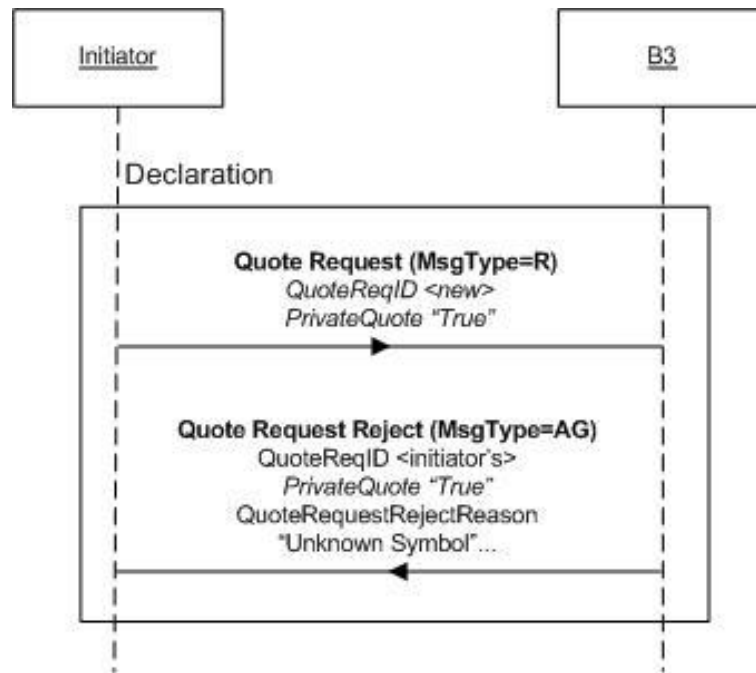 Initiator
B3
Declaration
Quote Request (MsgType=R)
QuoteReqID <new>
PrivateQuote “True”
Quote Request Reject (MsgType=AG)
QuoteReqID <initiator's>
PrivateQuote “True”
QuoteRequestRejectReason
“Unknown Symbol”...